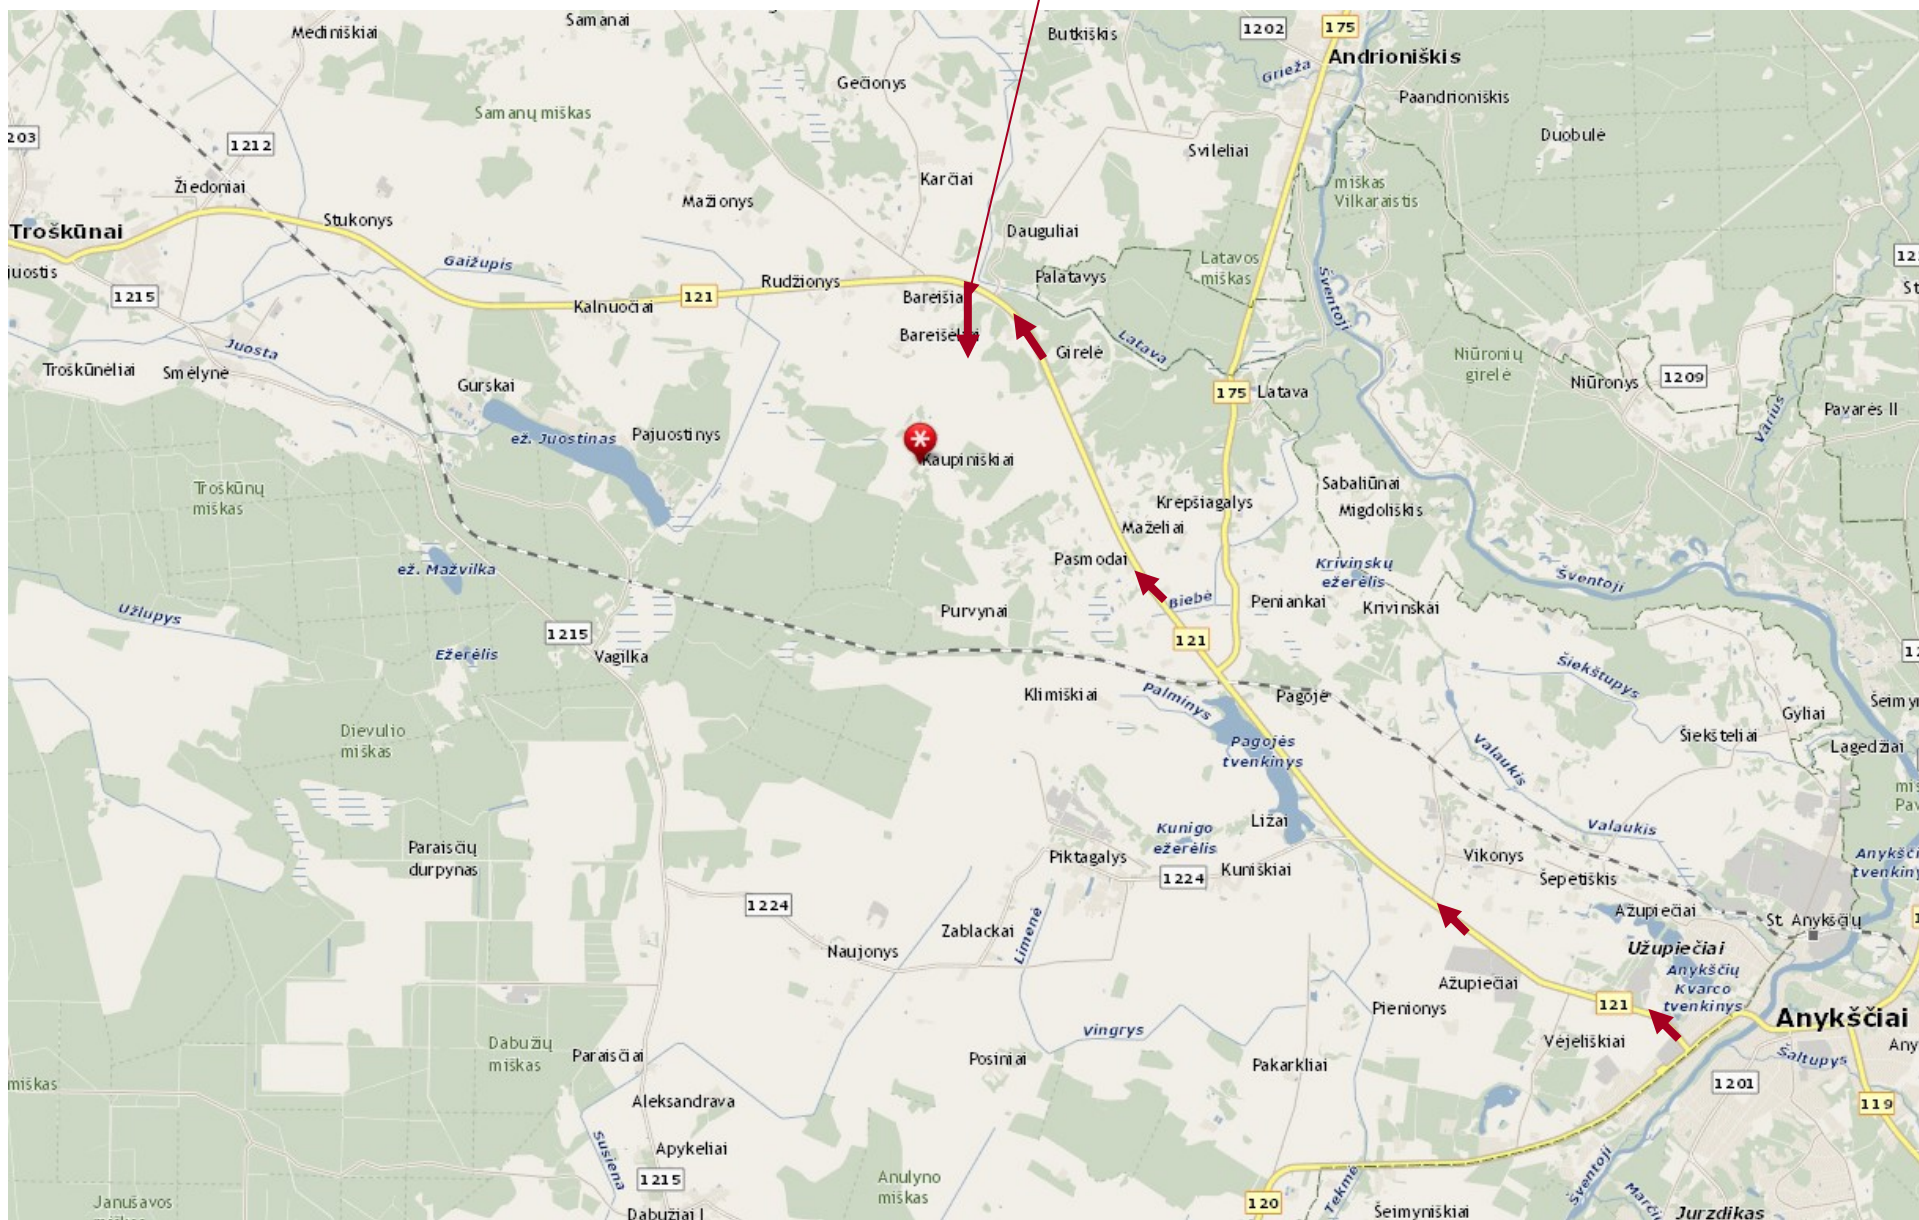 Samanai
Mediniškiai
Butkiškis
1202
175
Andrioniškis
Grieža
Gečionys
Paandrioniškis
Samanų miškas
Duobulė
203
1212
Svileliai
Karčiai
Žiedoniai
miškas
Vilkaraistis
Mažionys
Stukonys
Troškūnai
Dauguliai
Latavos
miškas
Gaižupis
juostis
Palatavys
Šventoji
Rudžionys
1215
121
Kalnuočiai
Bareišiai
Bareišėliai
Latava
Juosta
Girelė
Niūronių
girelė
Troškūnėliai
Smėlynė
Gurskai
Niūronys
1209
175
Latava
Pavarės II
Vârius
ež. Juostinas
Pajuostinys
Kaupiniškiai
Troškūnų
miškas
Sabaliūnai
Krepšiagalys
Migdoliškis
Maželiai
Pasmodai
ež. Mažvilka
Krivinskų
ežerėlis
Šventoji
Užlupys
Purvynai
Biebė
Peniankai
Krivinskai
1215
121
Ežerėlis
Vagilka
Šiekštupys
Klimiškiai
Palminys
Pagojė
Gyliai
Dievulio
miškas
Pagojės
tvenkinys
Valaukis
Šiekšteliai
Lagedžiai
Ližai
Kunigo
ežerėlis
Valaukis
Paraisčių
durpynas
Piktagalys
Vikonys
1224
Kuniškiai
Šepetiškis
1224
Ažupiečiai
St. Anykščių
Zablackai
Limenė
Naujonys
Užupiečiai
Anykščių
Kvarco
tvenkinys
Ažupiečiai
121
Pienionys
Anykščiai
Vingrys
Dabužių
miškas
Paraisčiai
Posiniai
Vėjeliškiai
Pakarkliai
Šaltupys
miškas
1201
Aleksandrava
119
Apykeliai
Susiena
1215
Anulyno
miškas
Šventoji
Janušavos
120
Tekmė
Šeimyniškiai
Jurzdikas
Dabužiai I